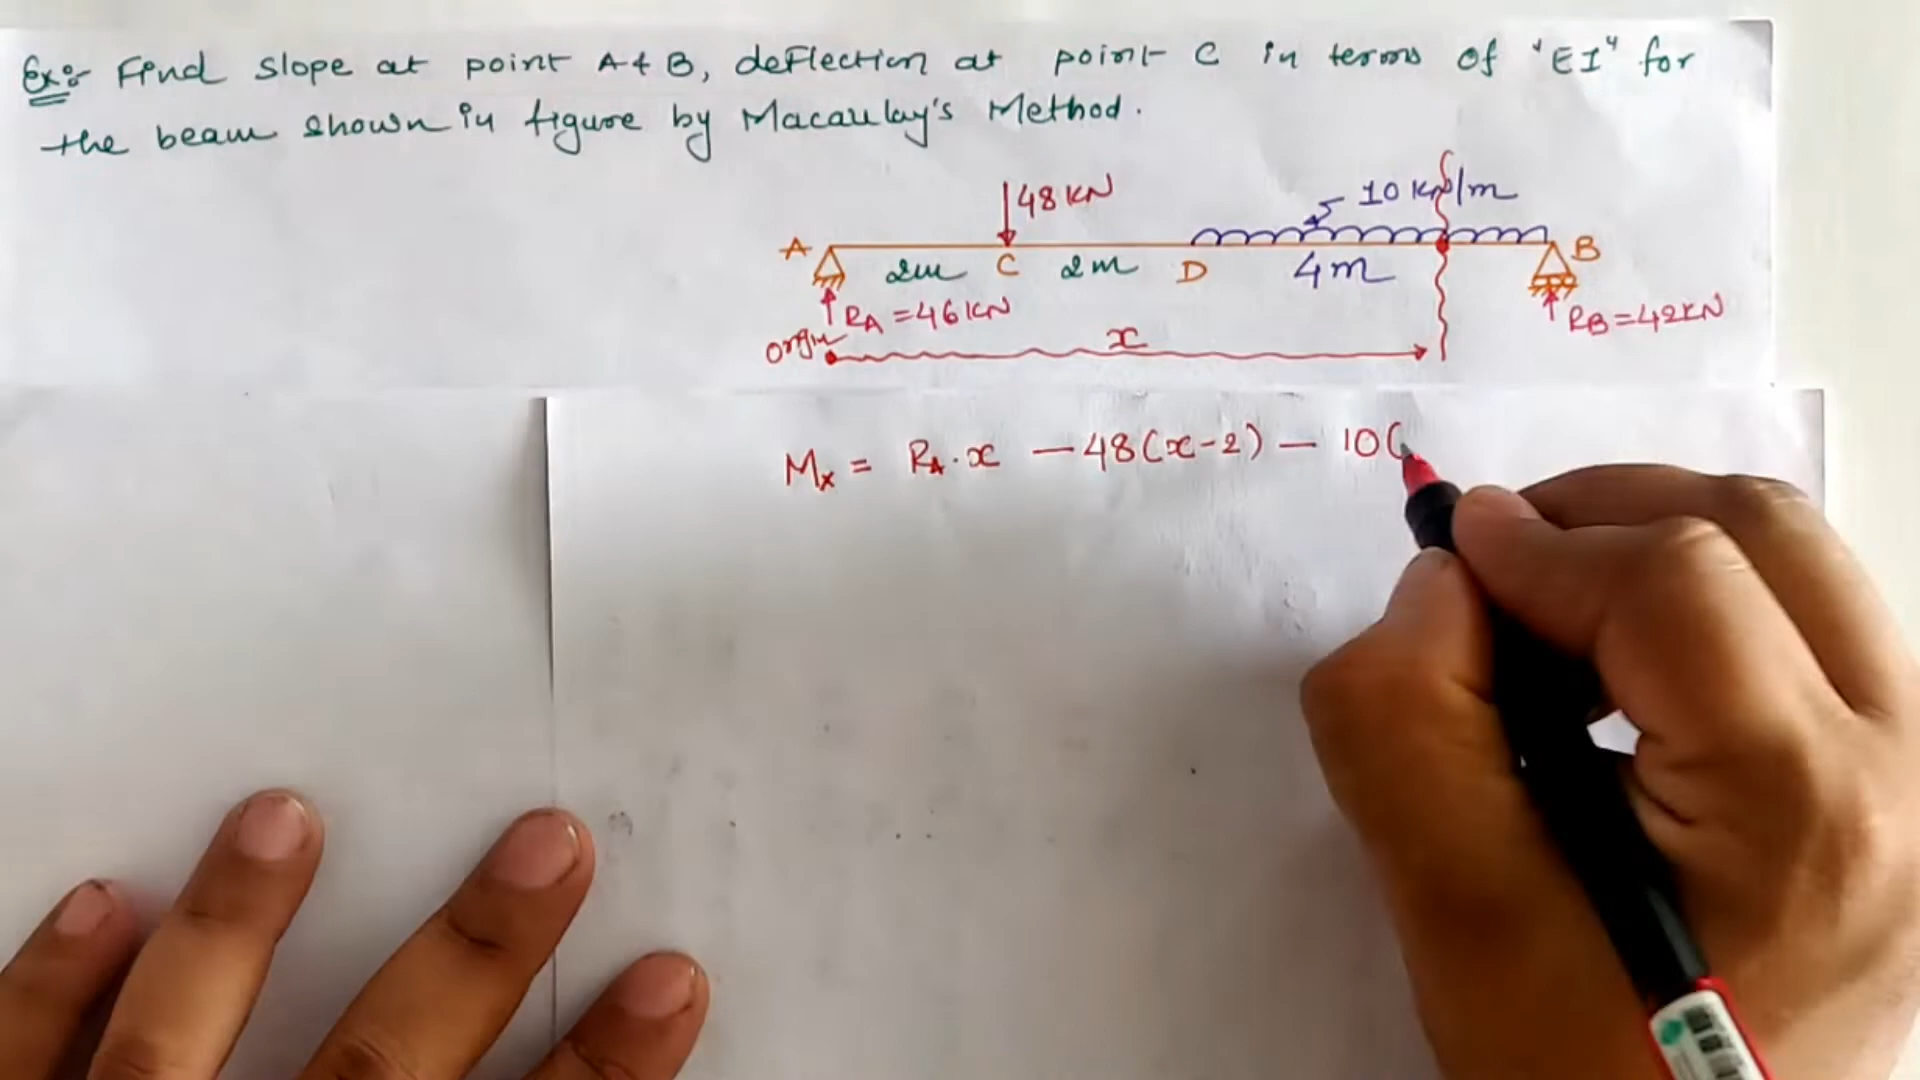 Ex:- Find slope at point A & B, deflection at point C in terms of "EI" for
the beam shown in figure by Macaulay's Method.
48 KN
10 KN/m
A
2m
C
2m
D
4m
B
RA = 46 KN
RB = 42 KN
Origin
x
Mx = RA.x - 48(x-2) - 10(